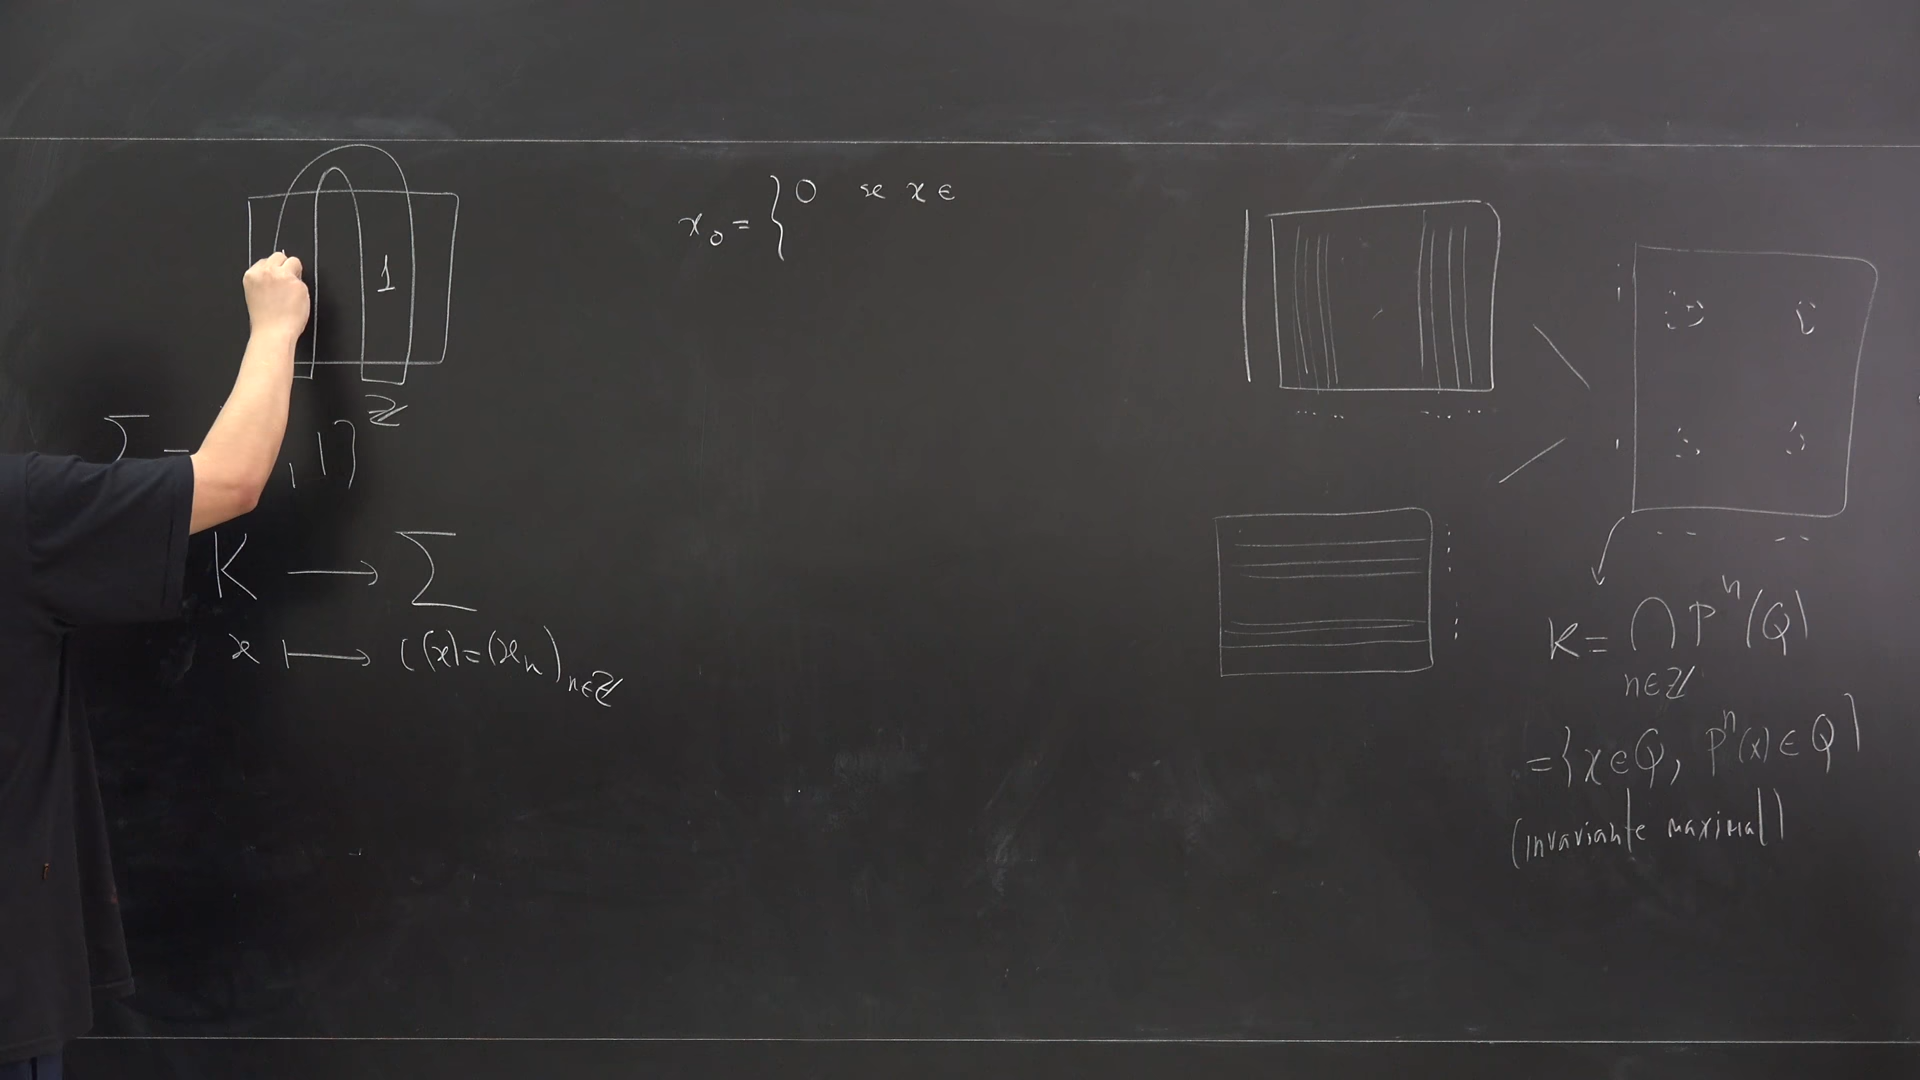 1
Σ = , 1}^ℤ
K ⟶ Σ
x ⟼ ι(x) = (x_n)_{n∈ℤ}
x_0 = { 0 se x ∈
K = ⋂_{n∈ℤ} P^n(Q)
= {x ∈ Q, P^n(x) ∈ Q}
(invariante maximal)